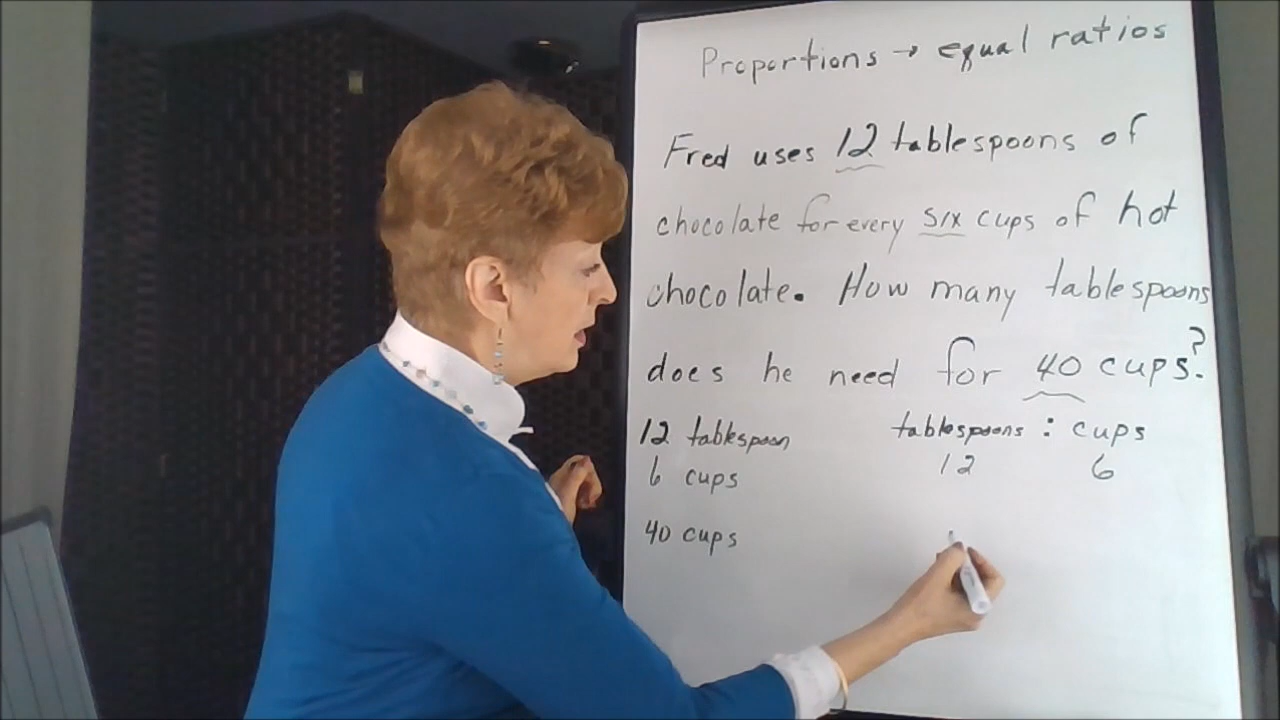 Proportions → equal ratios
Fred uses 12 tablespoons of
chocolate for every six cups of hot
chocolate. How many tablespoons
does he need for 40 cups?
12 tablespoon tablespoons : cups
6 cups 12 6
40 cups